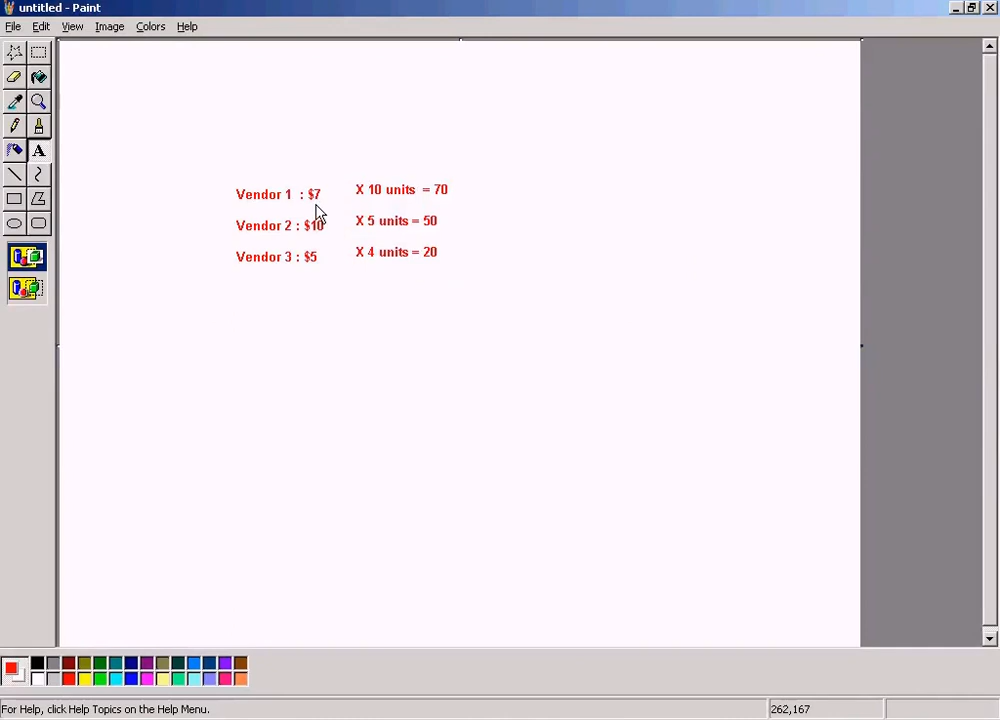 untitled - Paint
File Edit View Image Colors Help
A
Vendor 1 : $7 X 10 units = 70
Vendor 2 : $10 X 5 units = 50
Vendor 3 : $5 X 4 units = 20
For Help, click Help Topics on the Help Menu. 262,167